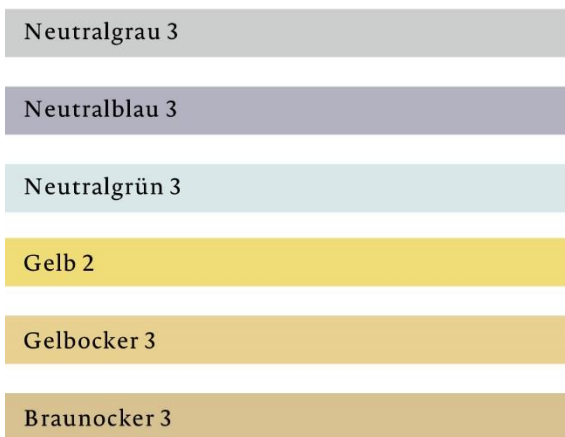 Neutralgrau 3
Neutralblau 3
Neutralgrün 3
Gelb 2
Gelbocker 3
Braunocker 3